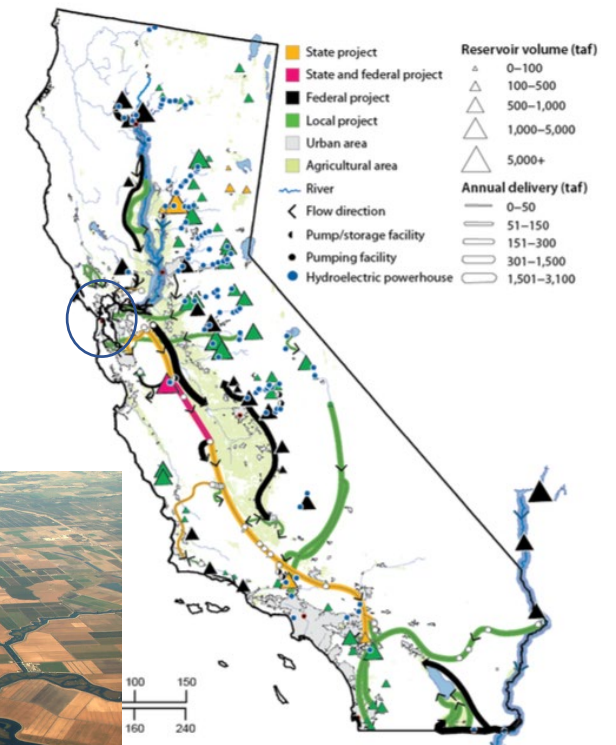 State project
State and federal project
Federal project
Local project
Urban area
Agricultural area
River
Flow direction
Pump/storage facility
Pumping facility
Hydroelectric powerhouse
Reservoir volume (taf)
0–100
100–500
500–1,000
1,000–5,000
5,000+
Annual delivery (taf)
0–50
51–150
151–300
301–1,500
1,501–3,100
100 150
160 240